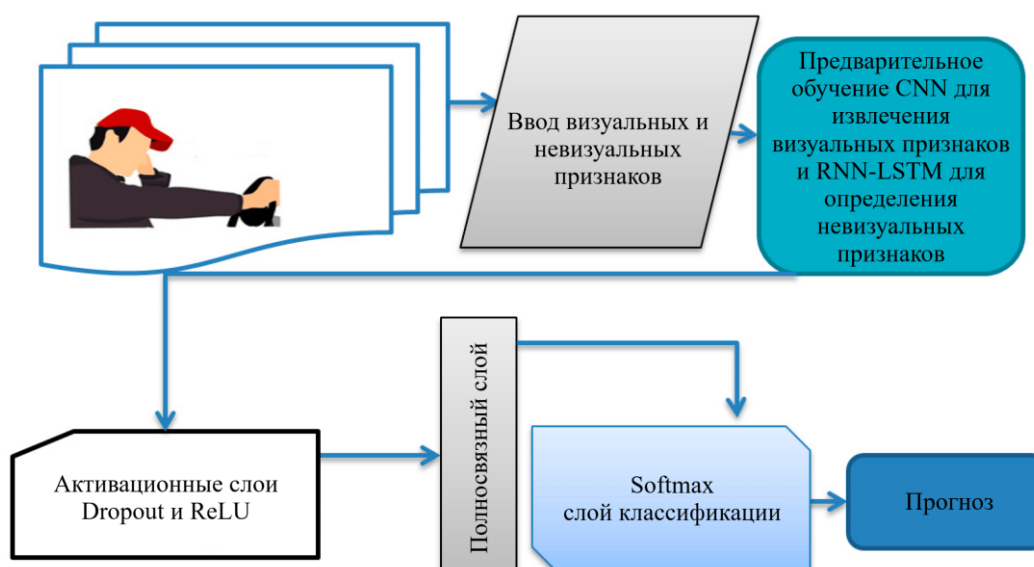 Ввод визуальных и
невизуальных
признаков
Предварительное
обучение CNN для
извлечения
визуальных признаков
и RNN-LSTM для
определения
невизуальных
признаков
Активационные слои
Dropout и ReLU
Полносвязный слой
Softmax
слой классификации
Прогноз